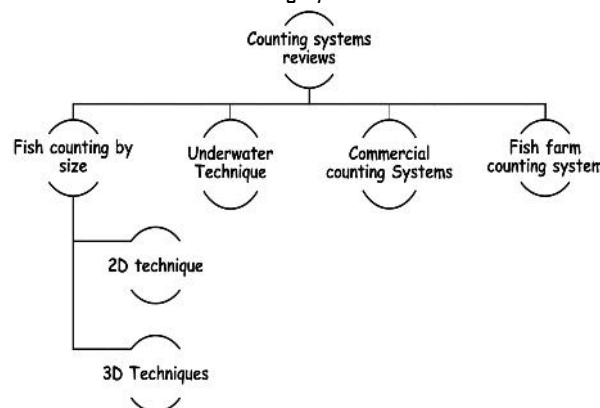 Counting systems
reviews
Fish counting by
size
Underwater
Technique
Commercial
counting Systems
Fish farm
counting system
2D technique
3D Techniques